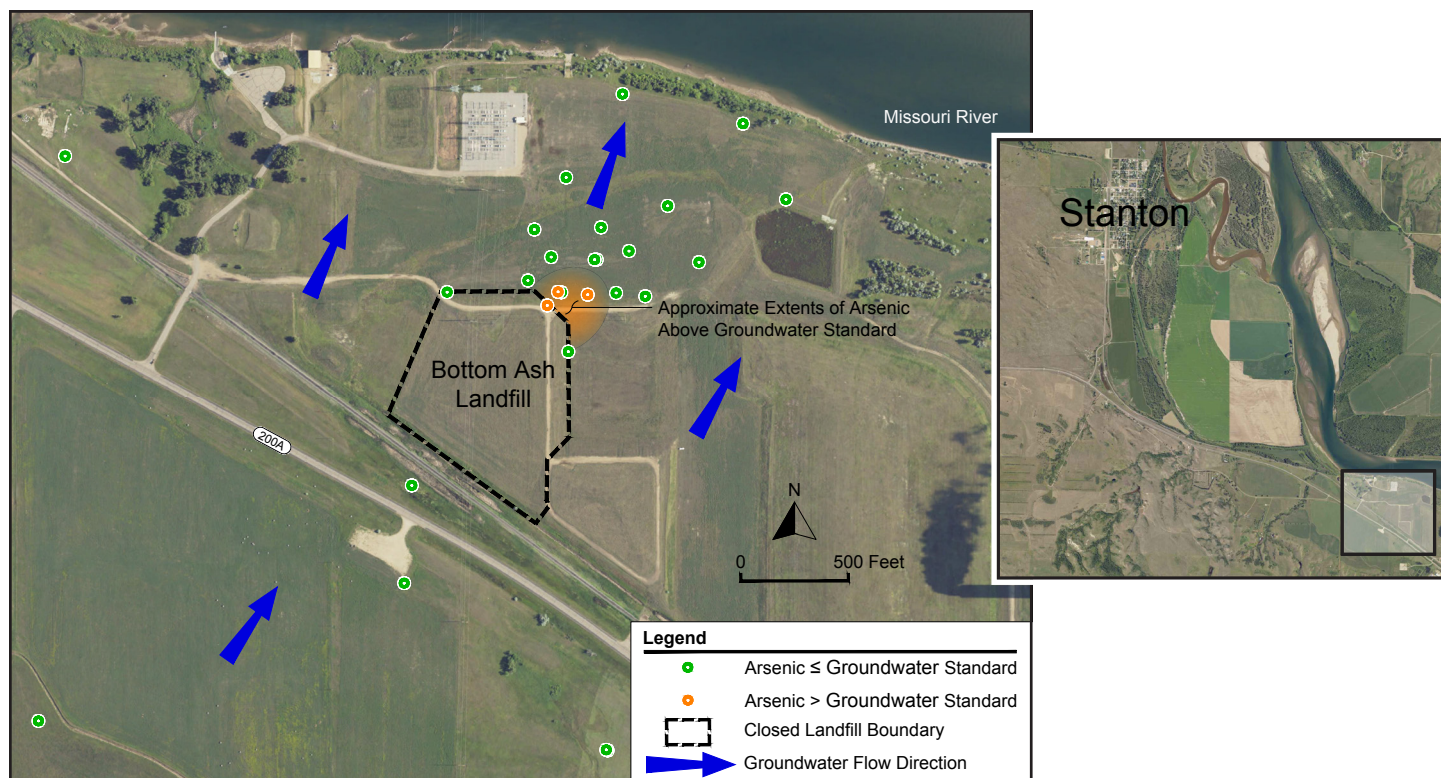 Missouri River
Stanton
Approximate Extents of Arsenic
Above Groundwater Standard
Bottom Ash
Landfill
200A
N
0 500 Feet
Legend
Arsenic ≤ Groundwater Standard
Arsenic > Groundwater Standard
Closed Landfill Boundary
Groundwater Flow Direction